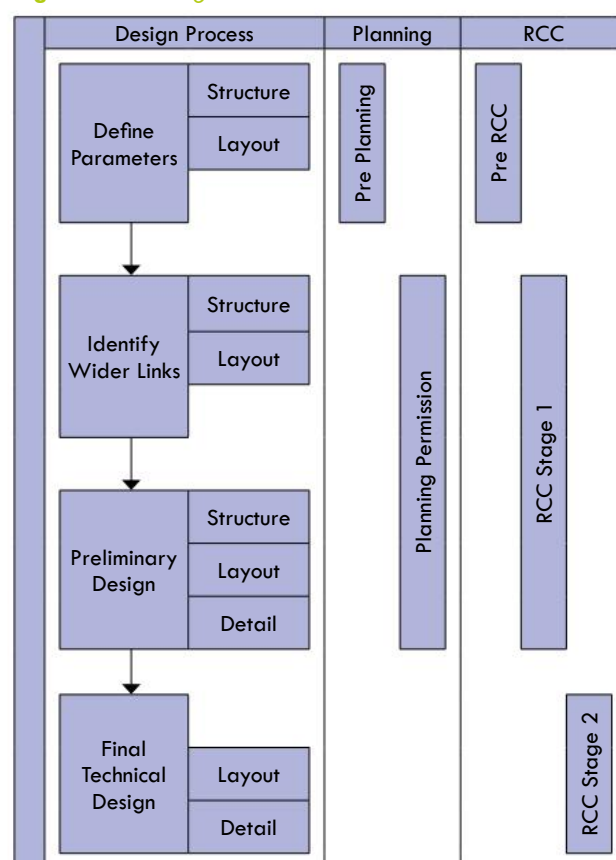 Design Process
Planning
RCC
Define
Parameters
Structure
Layout
Pre Planning
Pre RCC
Identify
Wider Links
Structure
Layout
Planning Permission
RCC Stage 1
Preliminary
Design
Structure
Layout
Detail
Final
Technical
Design
Layout
Detail
RCC Stage 2